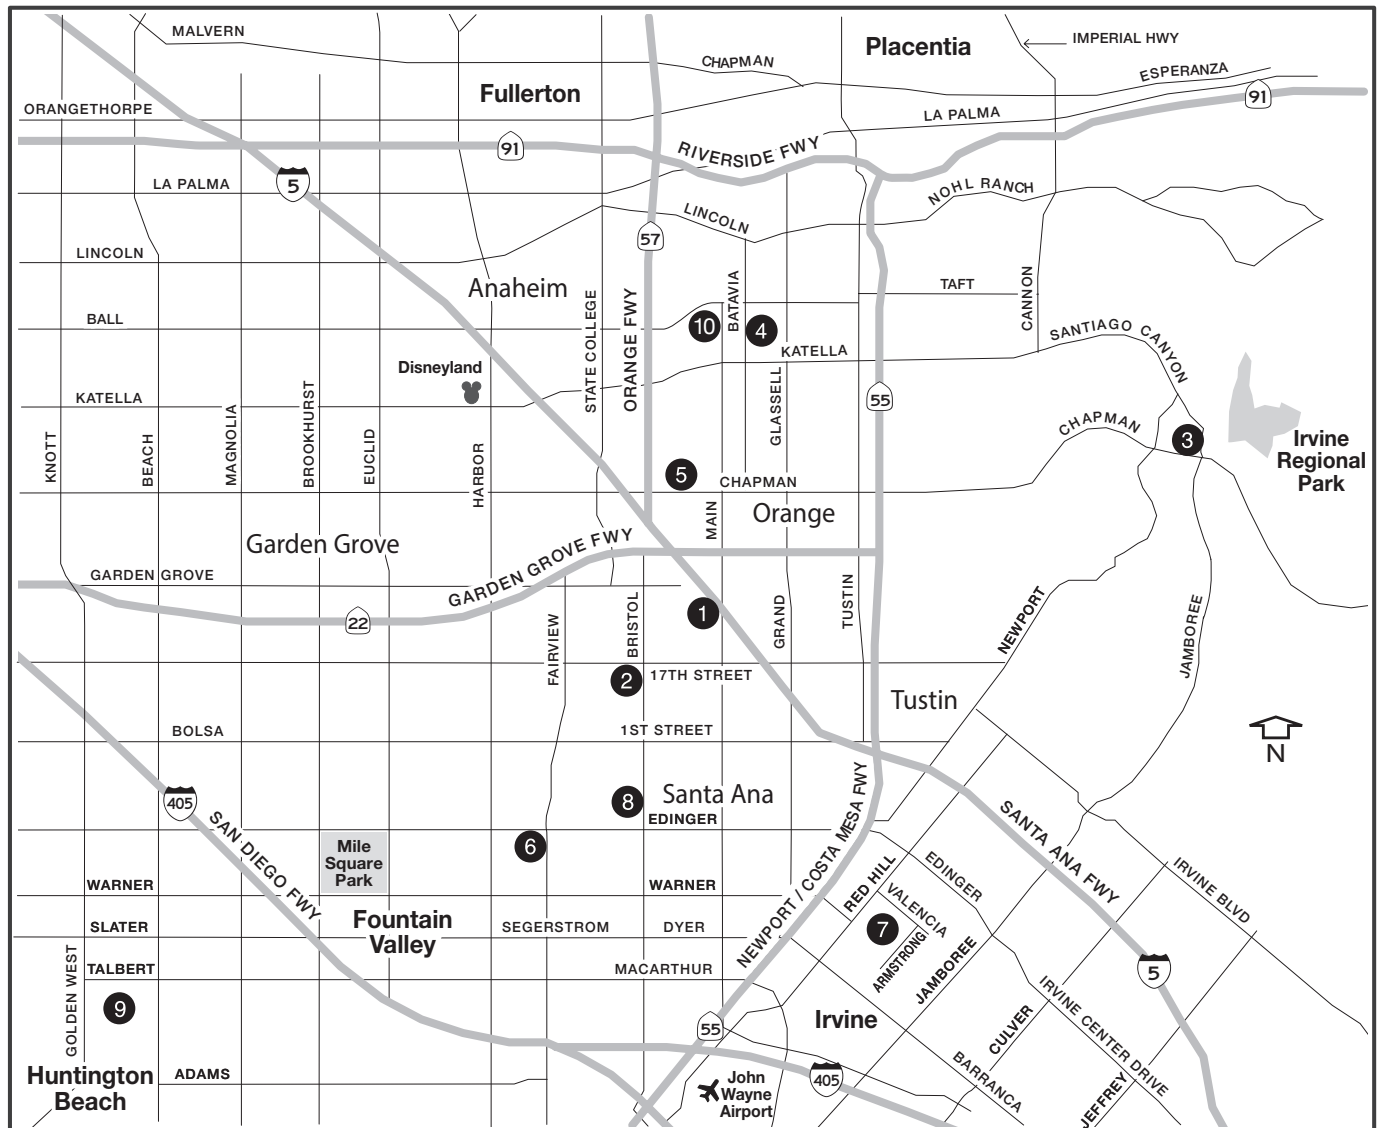 MALVERN
Placentia
IMPERIAL HWY
CHAPMAN
ESPERANZA
Fullerton
91
ORANGETHORPE
LA PALMA
91
RIVERSIDE FWY
5
LA PALMA
NOHL RANCH
LINCOLN
57
LINCOLN
Anaheim
BATAVIA
TAFT
CANNON
STATE COLLEGE
ORANGE FWY
BALL
10
4
SANTIAGO CANYON
KATELLA
Disneyland
GLASSELL
55
KATELLA
KNOTT
BEACH
MAGNOLIA
BROOKHURST
EUCLID
HARBOR
CHAPMAN
3
Irvine
Regional
Park
5
CHAPMAN
MAIN
Orange
Garden Grove
GARDEN GROVE FWY
GARDEN GROVE
22
FAIRVIEW
BRISTOL
1
GRAND
TUSTIN
NEWPORT
JAMBOREE
2
17TH STREET
Tustin
BOLSA
1ST STREET
N
405
SAN DIEGO FWY
8
Santa Ana
EDINGER
NEWPORT / COSTA MESA FWY
SANTA ANA FWY
6
Mile
Square
Park
RED HILL
EDINGER
IRVINE BLVD
WARNER
WARNER
VALENCIA
Fountain
Valley
SLATER
SEGERSTROM
DYER
7
ARMSTRONG
JAMBOREE
GOLDEN WEST
TALBERT
MACARTHUR
5
9
55
Irvine
CULVER
IRVINE CENTER DRIVE
Huntington
Beach
ADAMS
John
Wayne
Airport
405
BARRANCA
JEFFREY